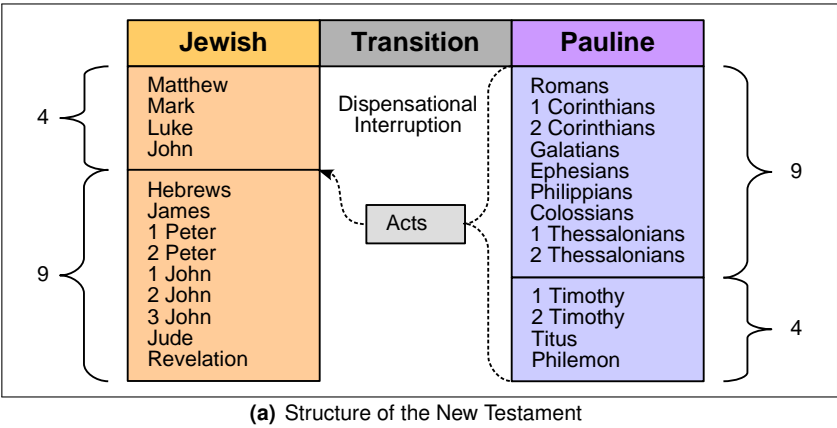 Jewish
Transition
Pauline
4
Matthew
Mark
Luke
John
9
Hebrews
James
1 Peter
2 Peter
1 John
2 John
3 John
Jude
Revelation
Dispensational
Interruption
Acts
Romans
1 Corinthians
2 Corinthians
Galatians
Ephesians
Philippians
Colossians
1 Thessalonians
2 Thessalonians
9
1 Timothy
2 Timothy
Titus
Philemon
4
(a) Structure of the New Testament